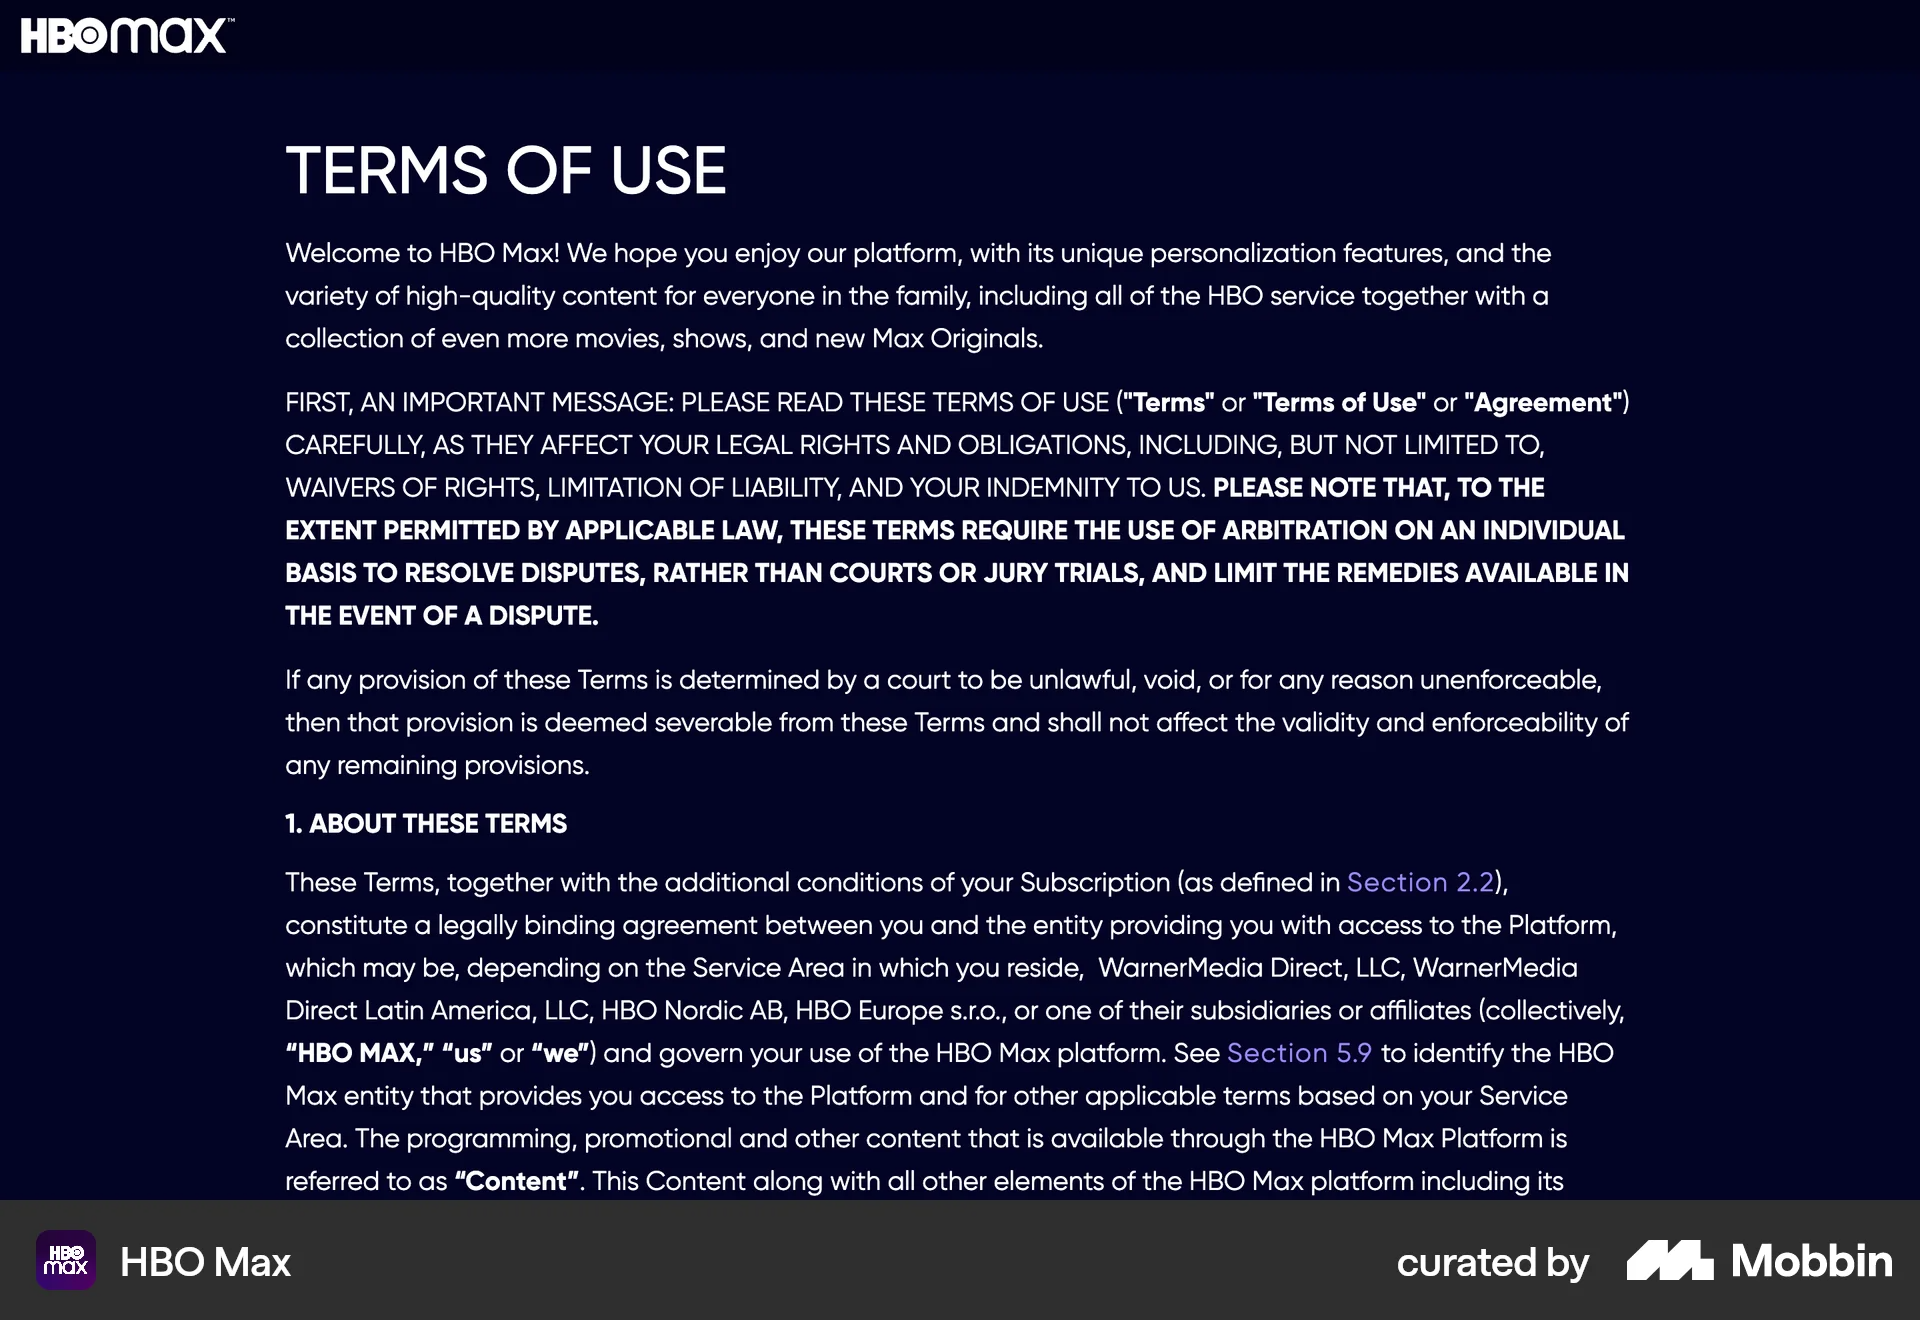 HBOmax™
TERMS OF USE
Welcome to HBO Max! We hope you enjoy our platform, with its unique personalization features, and the
variety of high-quality content for everyone in the family, including all of the HBO service together with a
collection of even more movies, shows, and new Max Originals.
FIRST, AN IMPORTANT MESSAGE: PLEASE READ THESE TERMS OF USE ("Terms" or "Terms of Use" or "Agreement")
CAREFULLY, AS THEY AFFECT YOUR LEGAL RIGHTS AND OBLIGATIONS, INCLUDING, BUT NOT LIMITED TO,
WAIVERS OF RIGHTS, LIMITATION OF LIABILITY, AND YOUR INDEMNITY TO US. PLEASE NOTE THAT, TO THE
EXTENT PERMITTED BY APPLICABLE LAW, THESE TERMS REQUIRE THE USE OF ARBITRATION ON AN INDIVIDUAL
BASIS TO RESOLVE DISPUTES, RATHER THAN COURTS OR JURY TRIALS, AND LIMIT THE REMEDIES AVAILABLE IN
THE EVENT OF A DISPUTE.
If any provision of these Terms is determined by a court to be unlawful, void, or for any reason unenforceable,
then that provision is deemed severable from these Terms and shall not affect the validity and enforceability of
any remaining provisions.
1. ABOUT THESE TERMS
These Terms, together with the additional conditions of your Subscription (as defined in Section 2.2),
constitute a legally binding agreement between you and the entity providing you with access to the Platform,
which may be, depending on the Service Area in which you reside,  WarnerMedia Direct, LLC, WarnerMedia
Direct Latin America, LLC, HBO Nordic AB, HBO Europe s.r.o., or one of their subsidiaries or affiliates (collectively,
“HBO MAX,” “us” or “we”) and govern your use of the HBO Max platform. See Section 5.9 to identify the HBO
Max entity that provides you access to the Platform and for other applicable terms based on your Service
Area. The programming, promotional and other content that is available through the HBO Max Platform is
referred to as “Content”. This Content along with all other elements of the HBO Max platform including its
HBO max
HBO Max
curated by
Mobbin